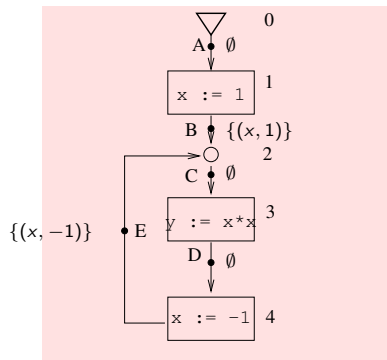 0
A ∅
1
x := 1
B {(x, 1)}
2
C ∅
{(x, −1)} E
3
y := x*x
D ∅
x := -1 4